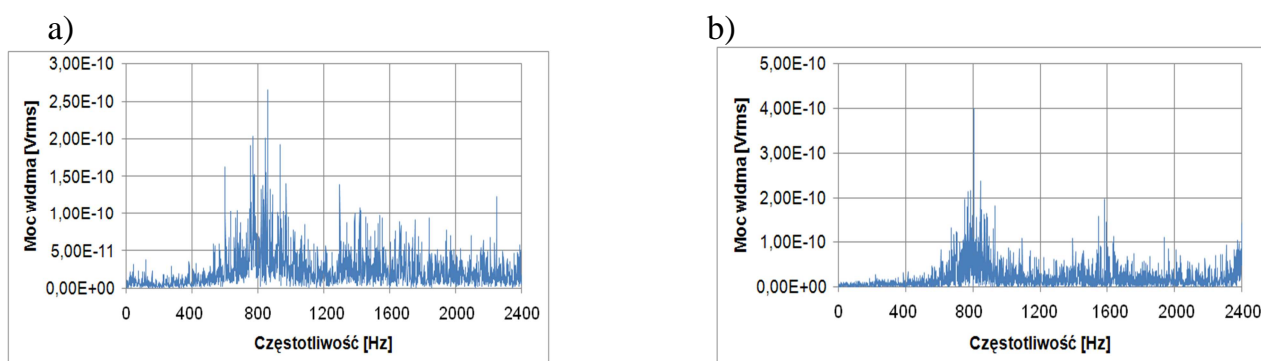 a)
3,00E-10
2,50E-10
2,00E-10
1,50E-10
1,00E-10
5,00E-11
0,00E+00
Moc widma [Vrms]
0 400 800 1200 1600 2000 2400
Częstotliwość [Hz]
b)
5,00E-10
4,00E-10
3,00E-10
2,00E-10
1,00E-10
0,00E+00
Moc widma [Vrms]
0 400 800 1200 1600 2000 2400
Częstotliwość [Hz]